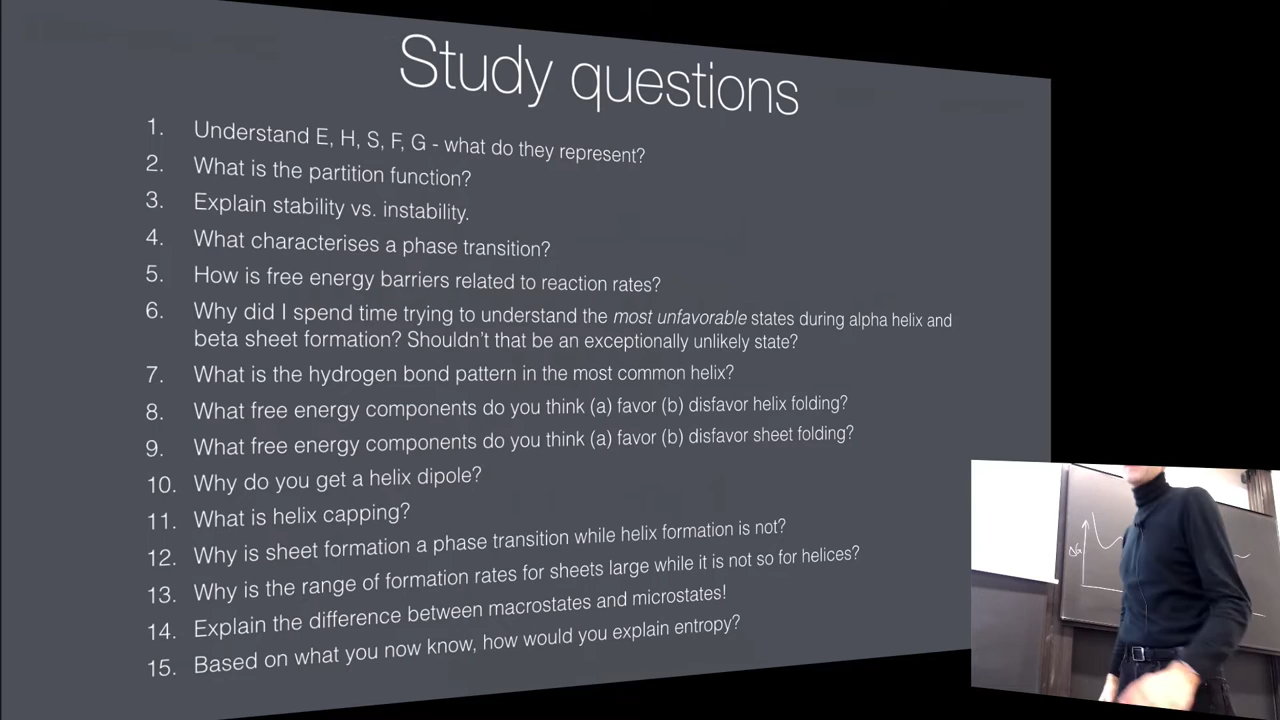 Study questions
1. Understand E, H, S, F, G - what do they represent?
2. What is the partition function?
3. Explain stability vs. instability.
4. What characterises a phase transition?
5. How is free energy barriers related to reaction rates?
6. Why did I spend time trying to understand the most unfavorable states during alpha helix and
beta sheet formation? Shouldn't that be an exceptionally unlikely state?
7. What is the hydrogen bond pattern in the most common helix?
8. What free energy components do you think (a) favor (b) disfavor helix folding?
9. What free energy components do you think (a) favor (b) disfavor sheet folding?
10. Why do you get a helix dipole?
11. What is helix capping?
12. Why is sheet formation a phase transition while helix formation is not?
13. Why is the range of formation rates for sheets large while it is not so for helices?
14. Explain the difference between macrostates and microstates!
15. Based on what you now know, how would you explain entropy?